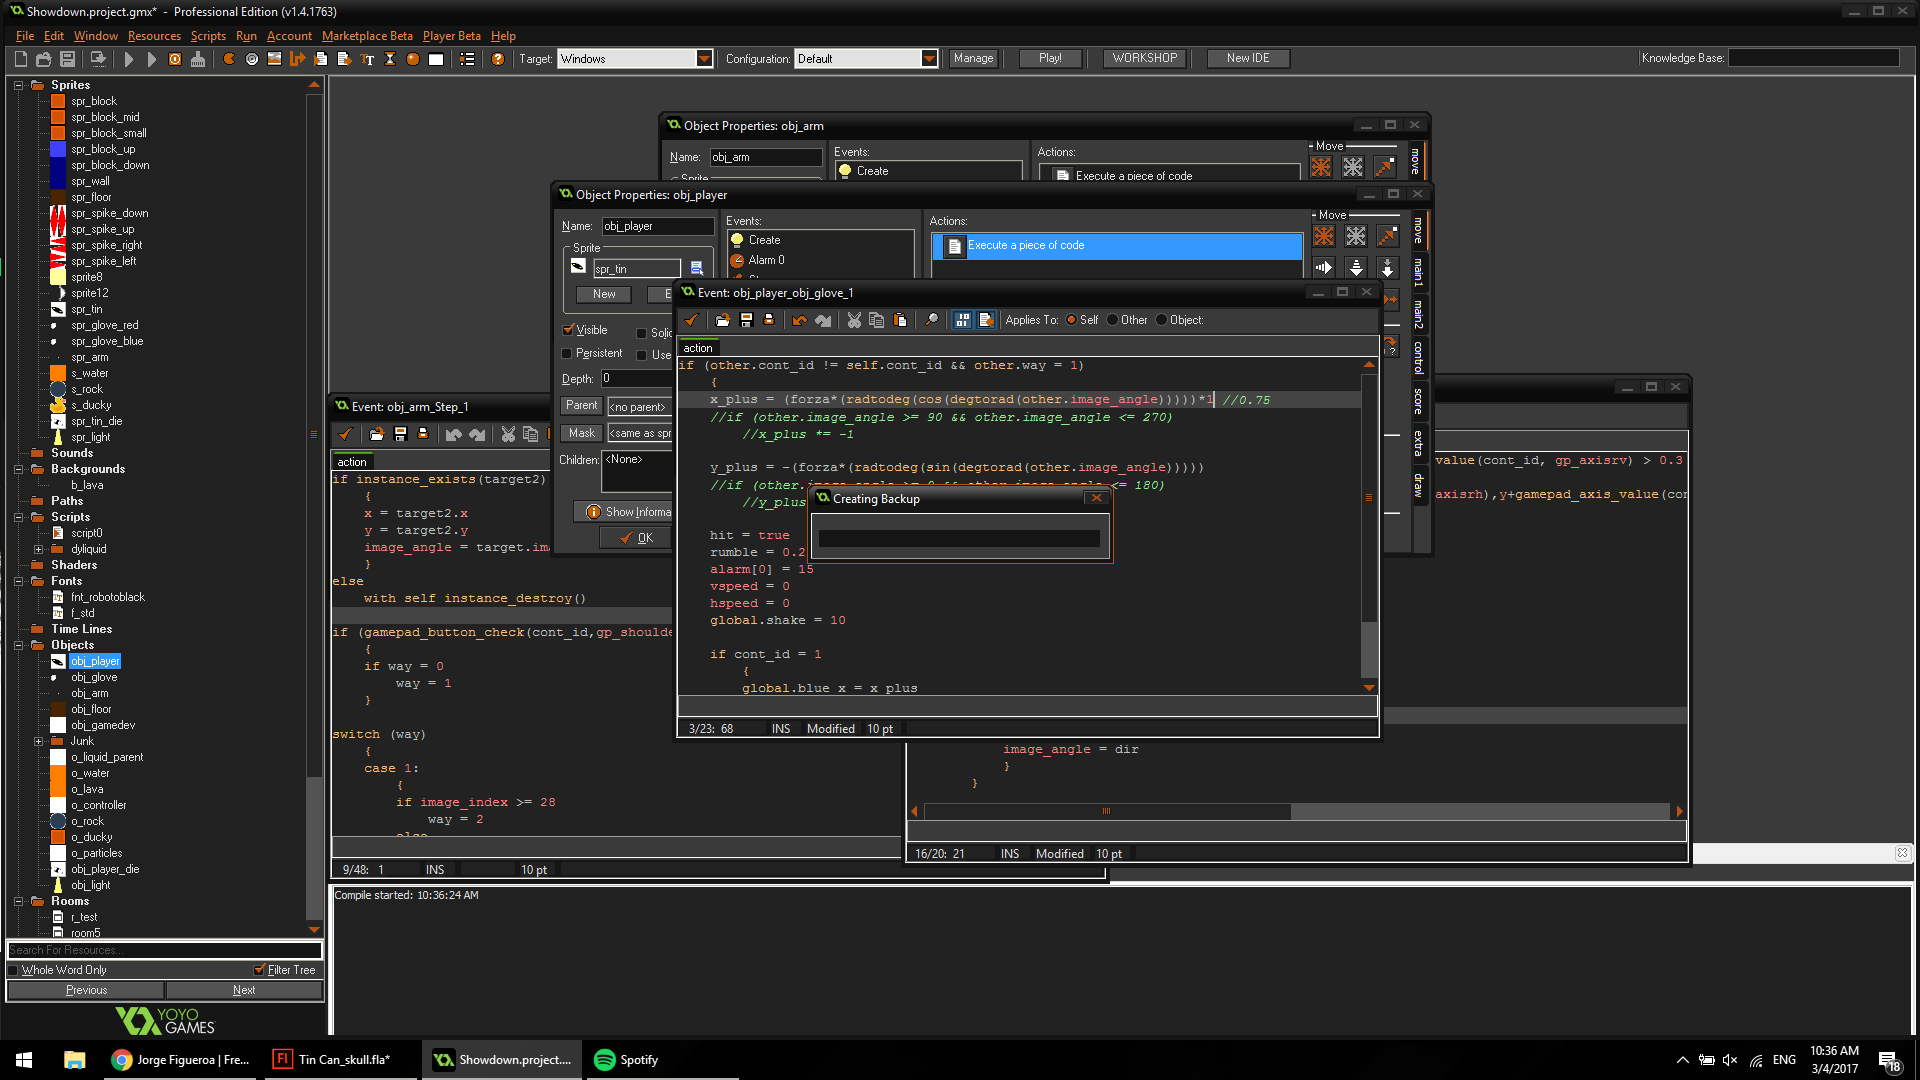 Showdown.project.gmx*  -  Professional Edition (v1.4.1763)
File Edit Window Resources Scripts Run Account Marketplace Beta Player Beta Help
Target: Windows Configuration: Default Manage Play! WORKSHOP New IDE Knowledge Base:
Sprites
spr_block
spr_block_mid
spr_block_small
spr_block_up
spr_block_down
spr_wall
spr_floor
spr_spike_down
spr_spike_up
spr_spike_right
spr_spike_left
sprite8
sprite12
spr_tin
spr_glove_red
spr_glove_blue
spr_arm
s_water
s_rock
s_ducky
spr_tin_die
spr_light
Sounds
Backgrounds
b_lava
Paths
Scripts
script0
dyliquid
Shaders
Fonts
fnt_robotoblack
f_std
Time Lines
Objects
obj_player
obj_glove
obj_arm
obj_floor
obj_gamedev
Junk
o_liquid_parent
o_water
o_lava
o_controller
o_rock
o_ducky
o_particles
obj_player_die
obj_light
Rooms
r_test
room5
Search For Resources...
Whole Word Only Filter Tree
Previous Next
YOYO
GAMES
Object Properties: obj_arm
Name: obj_arm Events: Actions: Move
Create Execute a piece of code
move
Object Properties: obj_player
Name: obj_player
Sprite
spr_tin
New
Visible Soli
Persistent Use
Depth: 0
Parent <no parent>
Mask <same as spr
Children: <None>
Show Informa
OK
Events:
Create
Alarm 0
Actions:
Execute a piece of code
Move
move
main1
main2
control
score
extra
draw
Event: obj_player_obj_glove_1
Applies To: Self Other Object:
action
if (other.cont_id != self.cont_id && other.way = 1)
{
x_plus = (forza*(radtodeg(cos(degtorad(other.image_angle)))))*1 //0.75
//if (other.image_angle >= 90 && other.image_angle <= 270)
//x_plus *= -1
y_plus = -(forza*(radtodeg(sin(degtorad(other.image_angle)))))
//if (other.image_angle >= 0 && other.image_angle <= 180)
//y_plus
hit = true
rumble = 0.2
alarm[0] = 15
vspeed = 0
hspeed = 0
global.shake = 10
if cont_id = 1
{
global.blue_x = x_plus
3/23: 68 INS Modified 10 pt
Creating Backup
Event: obj_arm_Step_1
action
if instance_exists(target2)
{
x = target2.x
y = target2.y
image_angle = target.ima
}
else
with self instance_destroy()
if (gamepad_button_check(cont_id,gp_shoulde
{
if way = 0
way = 1
}
switch (way)
{
case 1:
{
if image_index >= 28
way = 2
else
9/48: 1 INS 10 pt
value(cont_id, gp_axisrv) > 0.3
axisrh),y+gamepad_axis_value(con
image_angle = dir
}
}
16/20: 21 INS Modified 10 pt
Compile started: 10:36:24 AM
Jorge Figueroa | Fre...
Fl Tin Can_skull.fla*
Showdown.project....
Spotify
ENG
10:36 AM
3/4/2017
18